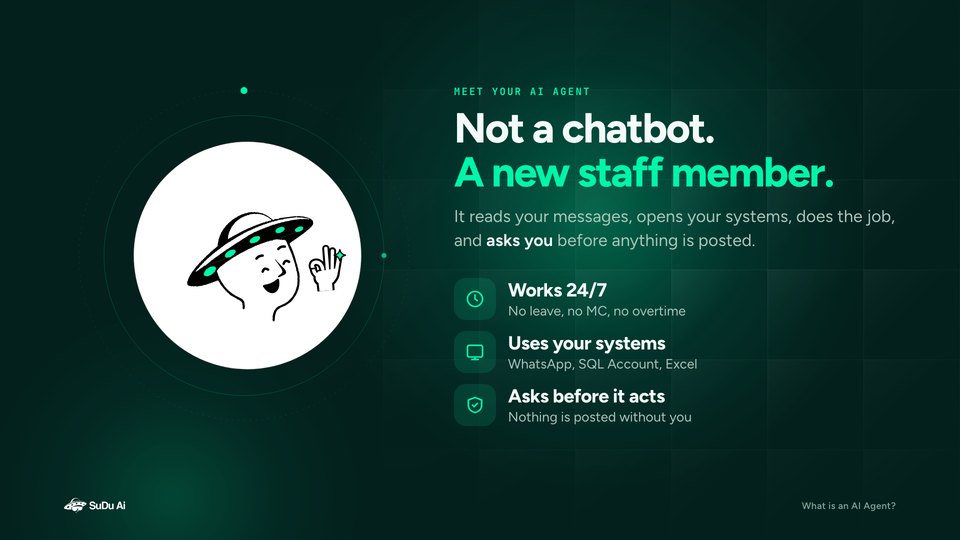 MEET YOUR AI AGENT
Not a chatbot.
A new staff member.
It reads your messages, opens your systems, does the job,
and asks you before anything is posted.
Works 24/7
No leave, no MC, no overtime
Uses your systems
WhatsApp, SQL Account, Excel
Asks before it acts
Nothing is posted without you
SuDu Ai
What is an AI Agent?